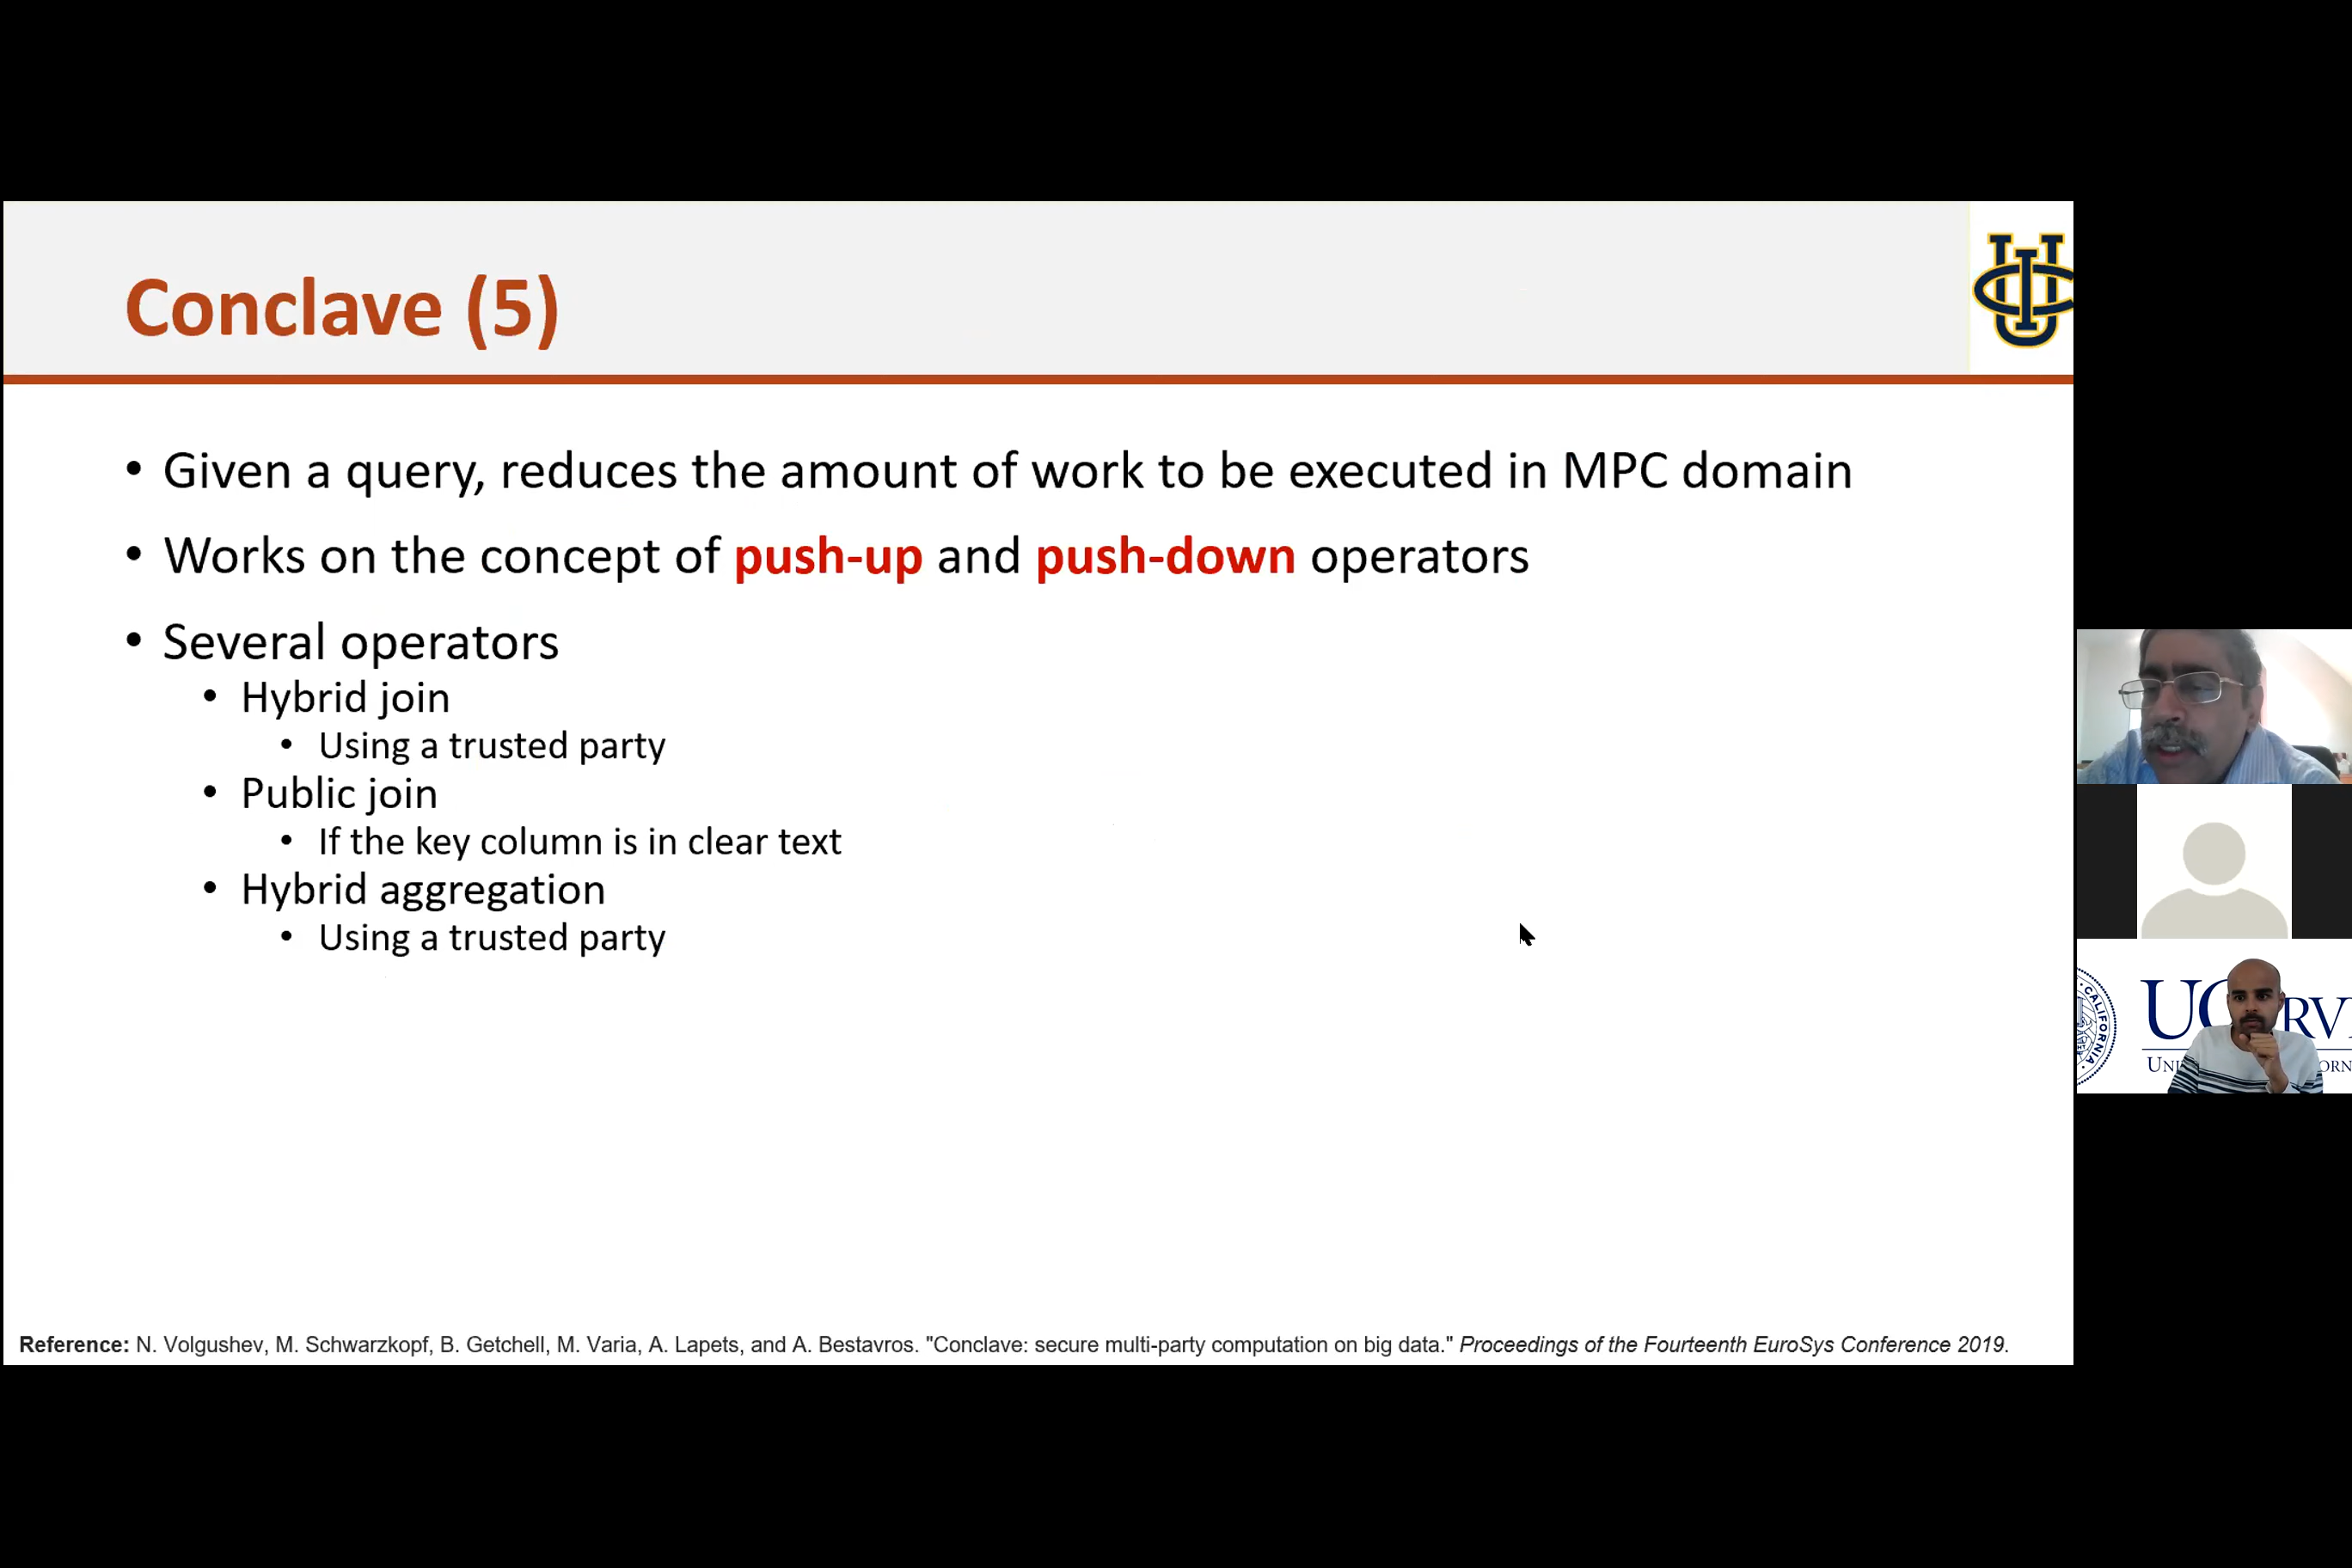 Conclave (5)
UCI
• Given a query, reduces the amount of work to be executed in MPC domain
• Works on the concept of push-up and push-down operators
• Several operators
• Hybrid join
• Using a trusted party
• Public join
• If the key column is in clear text
• Hybrid aggregation
• Using a trusted party
Reference: N. Volgushev, M. Schwarzkopf, B. Getchell, M. Varia, A. Lapets, and A. Bestavros. "Conclave: secure multi-party computation on big data." Proceedings of the Fourteenth EuroSys Conference 2019.
CALIFORNIA